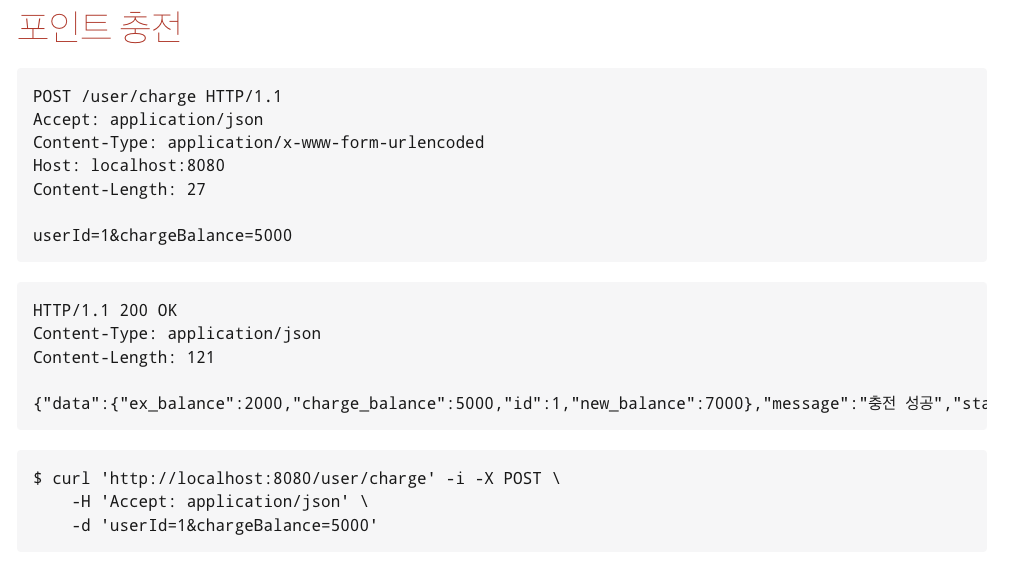 포인트 충전
POST /user/charge HTTP/1.1
Accept: application/json
Content-Type: application/x-www-form-urlencoded
Host: localhost:8080
Content-Length: 27
userId=1&chargeBalance=5000
HTTP/1.1 200 OK
Content-Type: application/json
Content-Length: 121
{"data":{"ex_balance":2000,"charge_balance":5000,"id":1,"new_balance":7000},"message":"충전 성공","sta
$ curl 'http://localhost:8080/user/charge' -i -X POST \
    -H 'Accept: application/json' \
    -d 'userId=1&chargeBalance=5000'